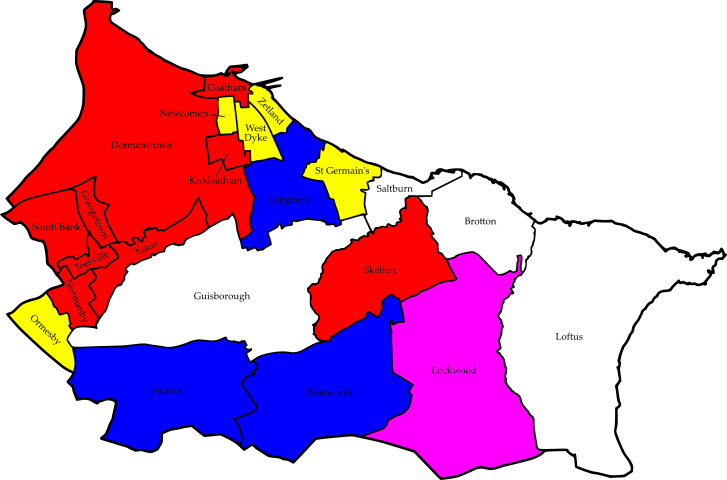 Coatham
Newcomen
Zetland
West
Dyke
Dormanstown
St Germain's
Kirkleatham
Saltburn
Longbeck
Grangetown
South Bank
Brotton
Eston
Teesville
Skelton
Normanby
Guisborough
Ormesby
Loftus
Lockwood
Hutton
Westworth